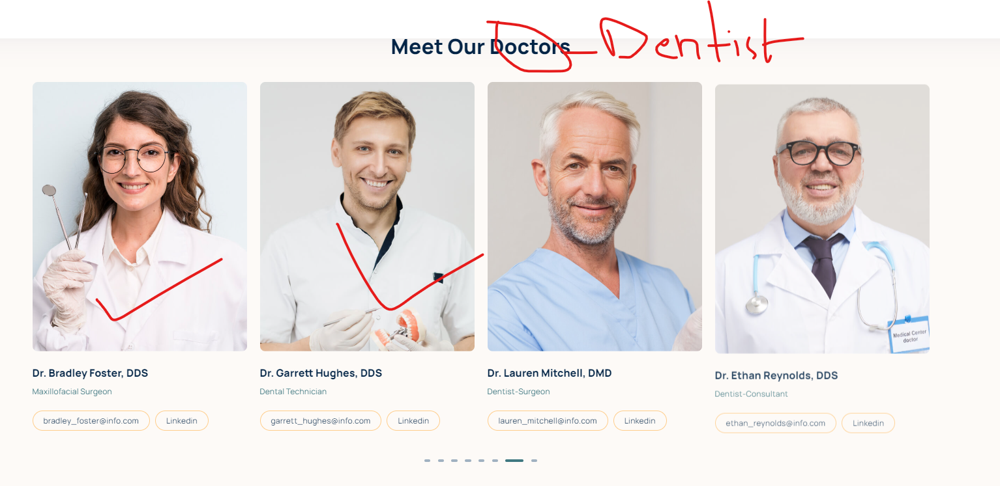 Meet Our Doctors
Dentist
Medical Center
doctor
Dr. Bradley Foster, DDS
Maxillofacial Surgeon
bradley_foster@info.com Linkedin
Dr. Garrett Hughes, DDS
Dental Technician
garrett_hughes@info.com Linkedin
Dr. Lauren Mitchell, DMD
Dentist-Surgeon
lauren_mitchell@info.com Linkedin
Dr. Ethan Reynolds, DDS
Dentist-Consultant
ethan_reynolds@info.com Linkedin